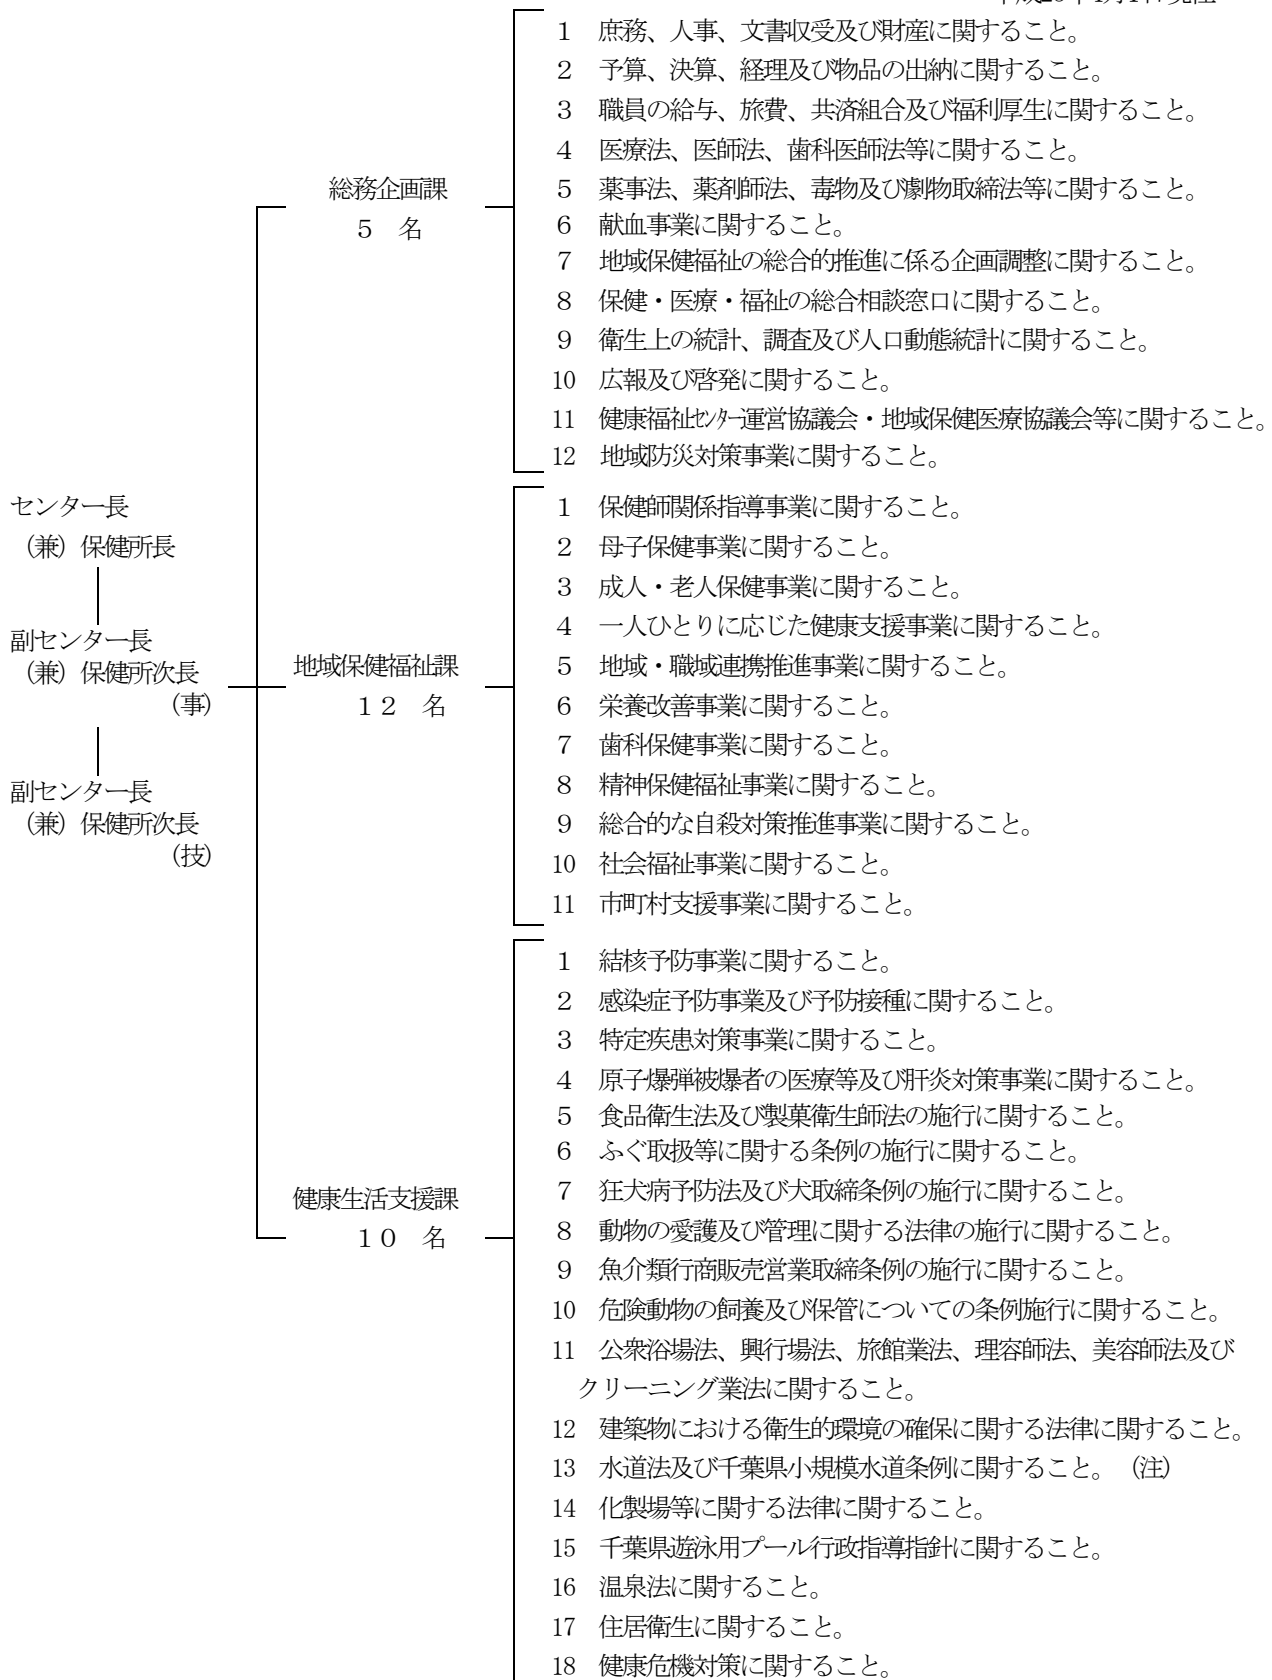 1 庶務、人事、文書収受及び財産に関すること。
2 予算、決算、経理及び物品の出納に関すること。
3 職員の給与、旅費、共済組合及び福利厚生に関すること。
4 医療法、医師法、歯科医師法等に関すること。
5 薬事法、薬剤師法、毒物及び劇物取締法等に関すること。
6 献血事業に関すること。
7 地域保健福祉の総合的推進に係る企画調整に関すること。
8 保健・医療・福祉の総合相談窓口に関すること。
9 衛生上の統計、調査及び人口動態統計に関すること。
10 広報及び啓発に関すること。
11 健康福祉ｾﾝﾀｰ運営協議会・地域保健医療協議会等に関すること。
12 地域防災対策事業に関すること。
総務企画課
5 名
センター長
(兼) 保健所長
副センター長
(兼) 保健所次長
(事)
副センター長
(兼) 保健所次長
(技)
地域保健福祉課
12 名
1 保健師関係指導事業に関すること。
2 母子保健事業に関すること。
3 成人・老人保健事業に関すること。
4 一人ひとりに応じた健康支援事業に関すること。
5 地域・職域連携推進事業に関すること。
6 栄養改善事業に関すること。
7 歯科保健事業に関すること。
8 精神保健福祉事業に関すること。
9 総合的な自殺対策推進事業に関すること。
10 社会福祉事業に関すること。
11 市町村支援事業に関すること。
健康生活支援課
10 名
1 結核予防事業に関すること。
2 感染症予防事業及び予防接種に関すること。
3 特定疾患対策事業に関すること。
4 原子爆弾被爆者の医療等及び肝炎対策事業に関すること。
5 食品衛生法及び製菓衛生師法の施行に関すること。
6 ふぐ取扱等に関する条例の施行に関すること。
7 狂犬病予防法及び犬取締条例の施行に関すること。
8 動物の愛護及び管理に関する法律の施行に関すること。
9 魚介類行商販売営業取締条例の施行に関すること。
10 危険動物の飼養及び保管についての条例施行に関すること。
11 公衆浴場法、興行場法、旅館業法、理容師法、美容師法及び
クリーニング業法に関すること。
12 建築物における衛生的環境の確保に関する法律に関すること。
13 水道法及び千葉県小規模水道条例に関すること。 (注)
14 化製場等に関する法律に関すること。
15 千葉県遊泳用プール行政指導指針に関すること。
16 温泉法に関すること。
17 住居衛生に関すること。
18 健康危機対策に関すること。